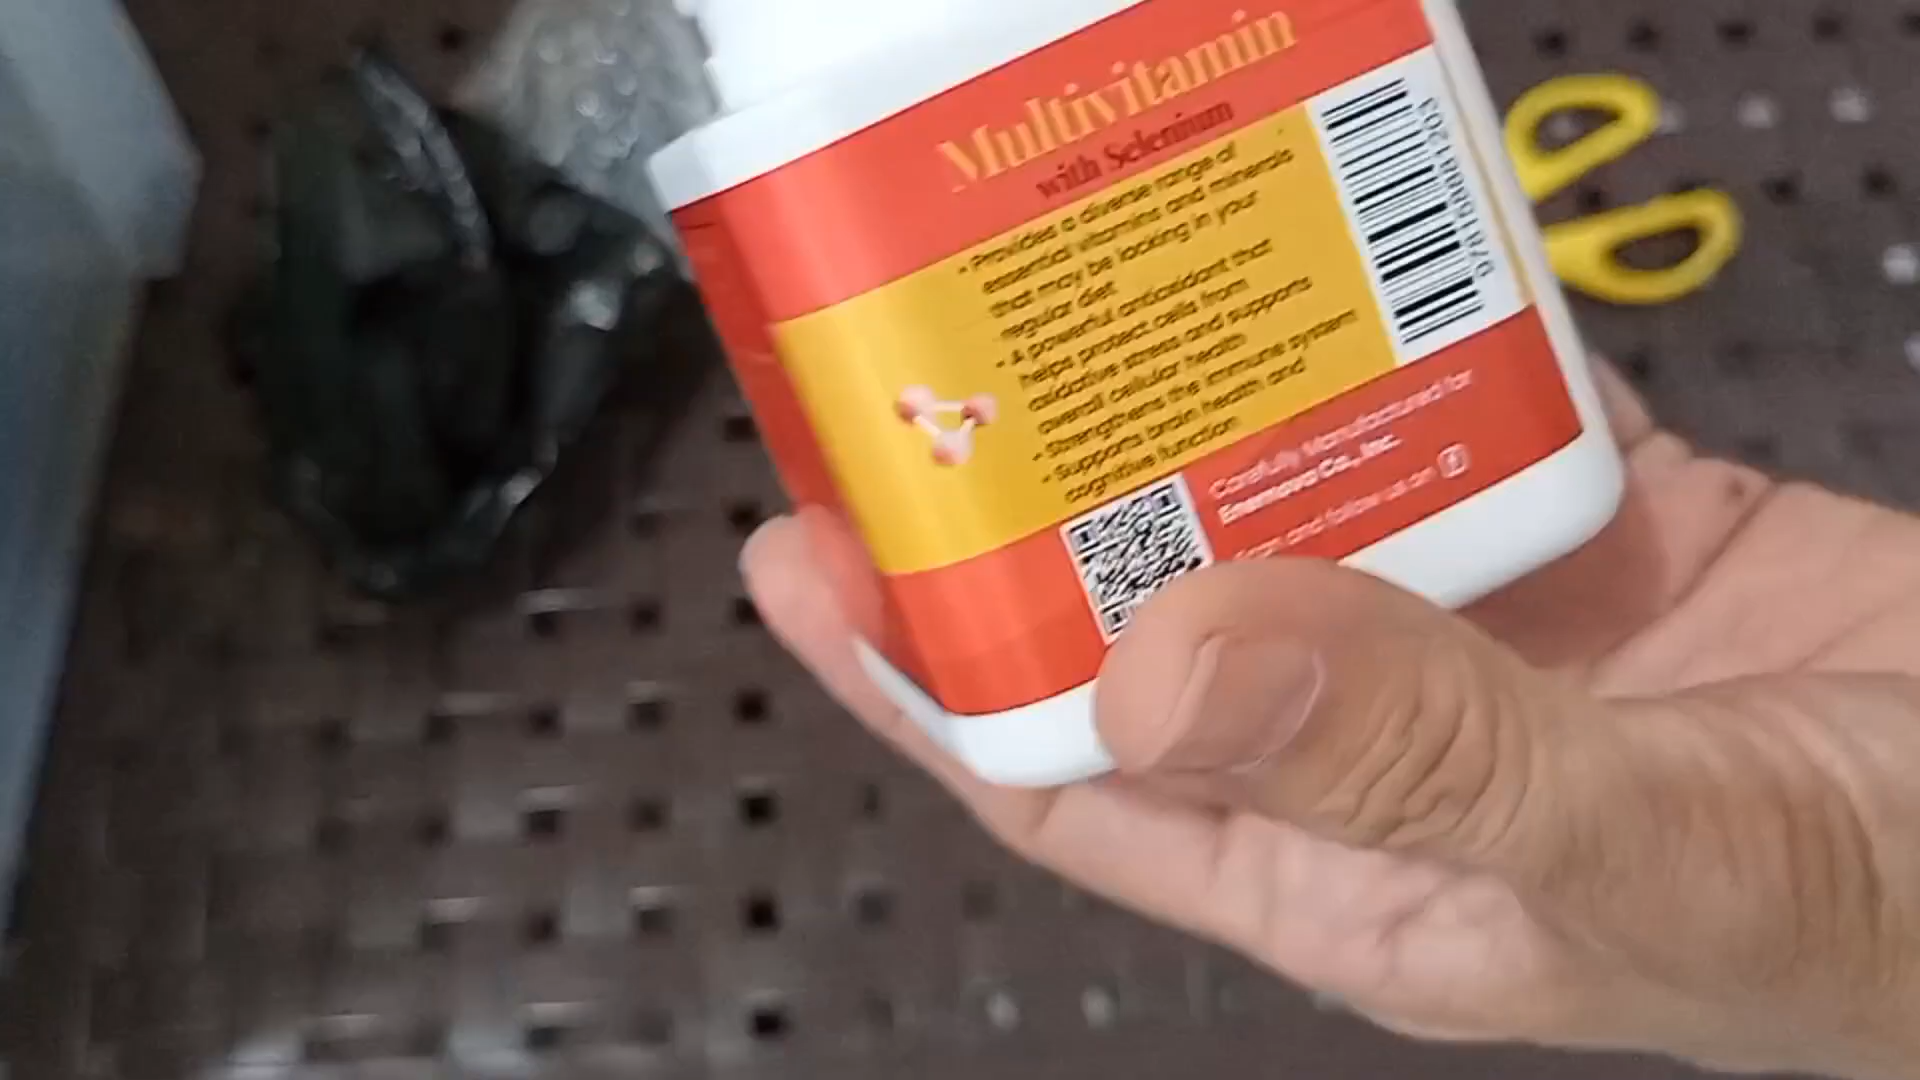 Multivitamin
with Selenium
- Provides a diverse range of
essential vitamins and minerals
that may be lacking in your
regular diet
- A powerful antioxidant that
helps protect cells from
oxidative stress and supports
overall cellular health
- Strengthens the immune system
- Supports brain health and
cognitive function
Carefully Manufactured for
Co., Inc.
Scan and follow us on